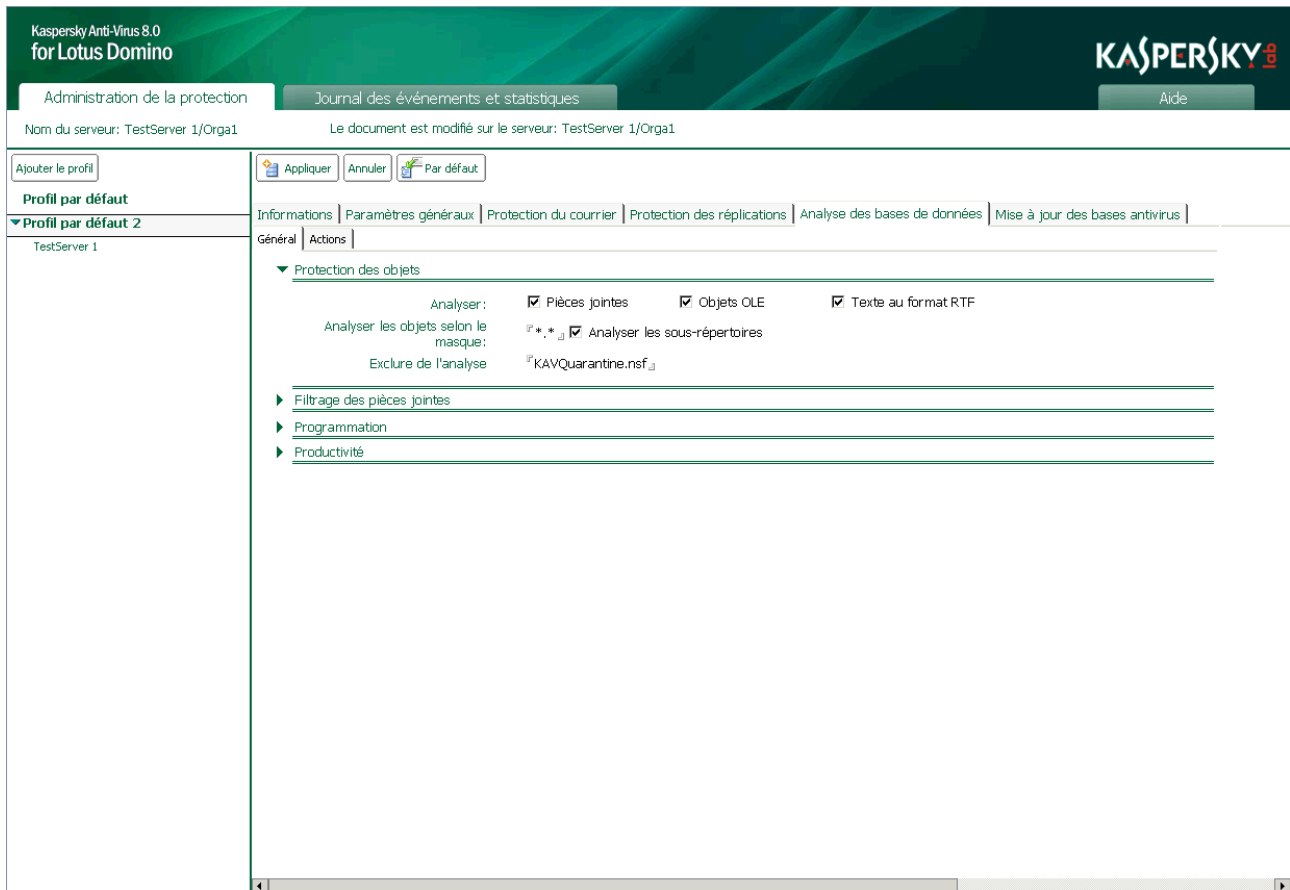 Kaspersky Anti-Virus 8.0
for Lotus Domino
KASPERSKY lab
Administration de la protection
Journal des événements et statistiques
Aide
Nom du serveur: TestServer 1/Orga1
Le document est modifié sur le serveur: TestServer 1/Orga1
Ajouter le profil
Appliquer
Annuler
Par défaut
Profil par défaut
Profil par défaut 2
TestServer 1
Informations
Paramètres généraux
Protection du courrier
Protection des réplications
Analyse des bases de données
Mise à jour des bases antivirus
Général
Actions
Protection des objets
Analyser:
Pièces jointes
Objets OLE
Texte au format RTF
Analyser les objets selon le
masque:
*.*
Analyser les sous-répertoires
Exclure de l'analyse
KAVQuarantine.nsf
Filtrage des pièces jointes
Programmation
Productivité